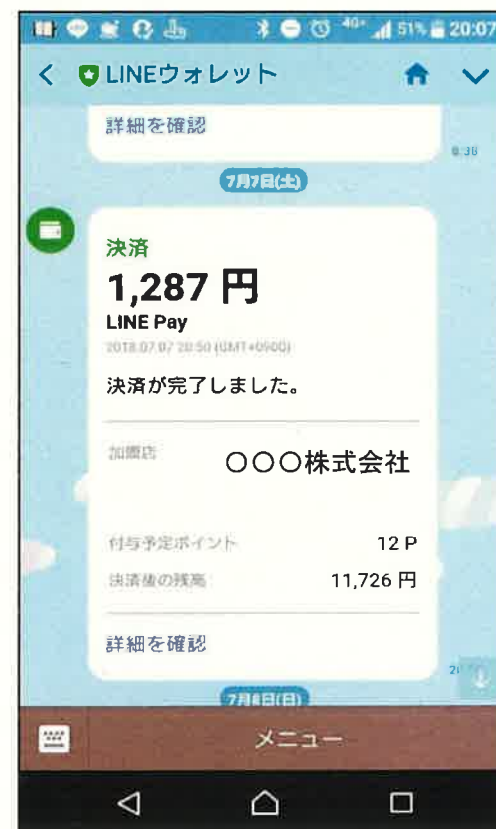 4G+ 51% 20:07
LINEウォレット
詳細を確認
8:38
7月7日(土)
決済
1,287 円
LINE Pay
2018.07.07 20:50 (GMT+0900)
決済が完了しました。
加盟店 〇〇〇株式会社
付与予定ポイント 12 P
決済後の残高 11,726 円
詳細を確認
7月8日(日)
メニュー